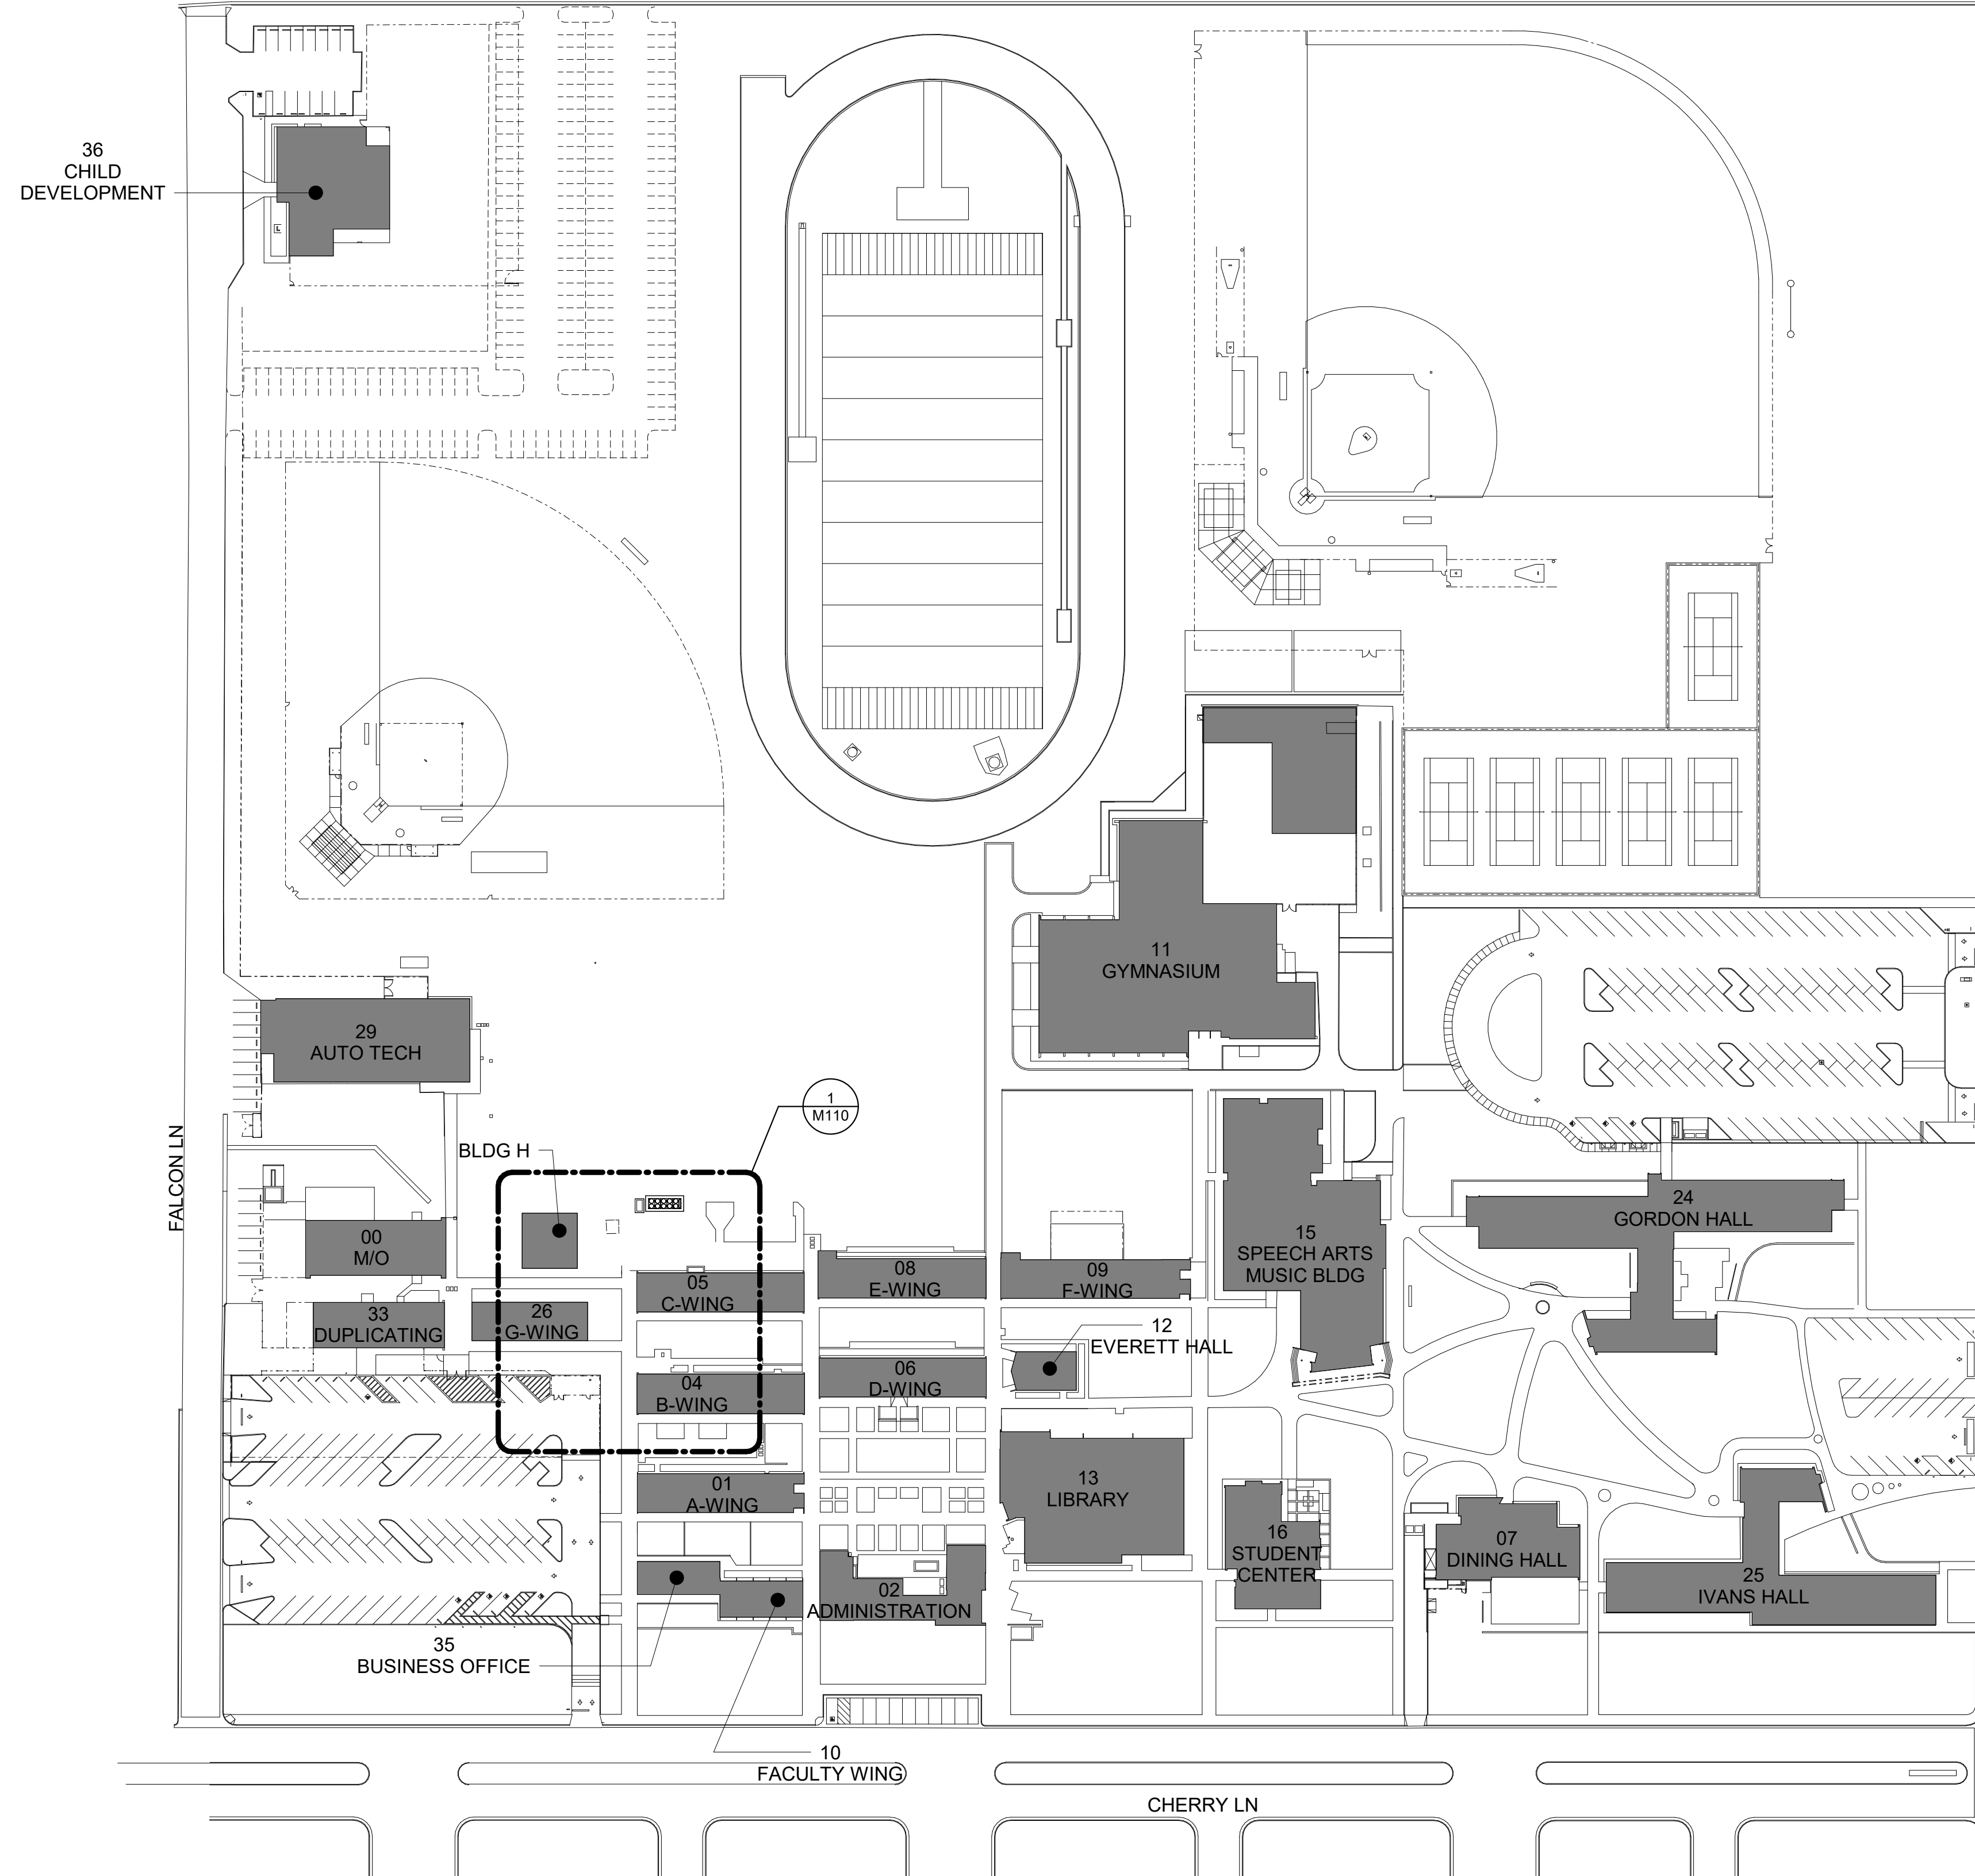 36
CHILD
DEVELOPMENT
11
GYMNASIUM
29
AUTO TECH
1
M110
FALCON LN
BLDG H
24
GORDON HALL
00
M/O
15
SPEECH ARTS
MUSIC BLDG
05
C-WING
08
E-WING
09
F-WING
33
DUPLICATING
26
G-WING
12
EVERETT HALL
04
B-WING
06
D-WING
01
A-WING
13
LIBRARY
16
STUDENT
CENTER
07
DINING HALL
25
IVANS HALL
02
ADMINISTRATION
35
BUSINESS OFFICE
10
FACULTY WING
CHERRY LN